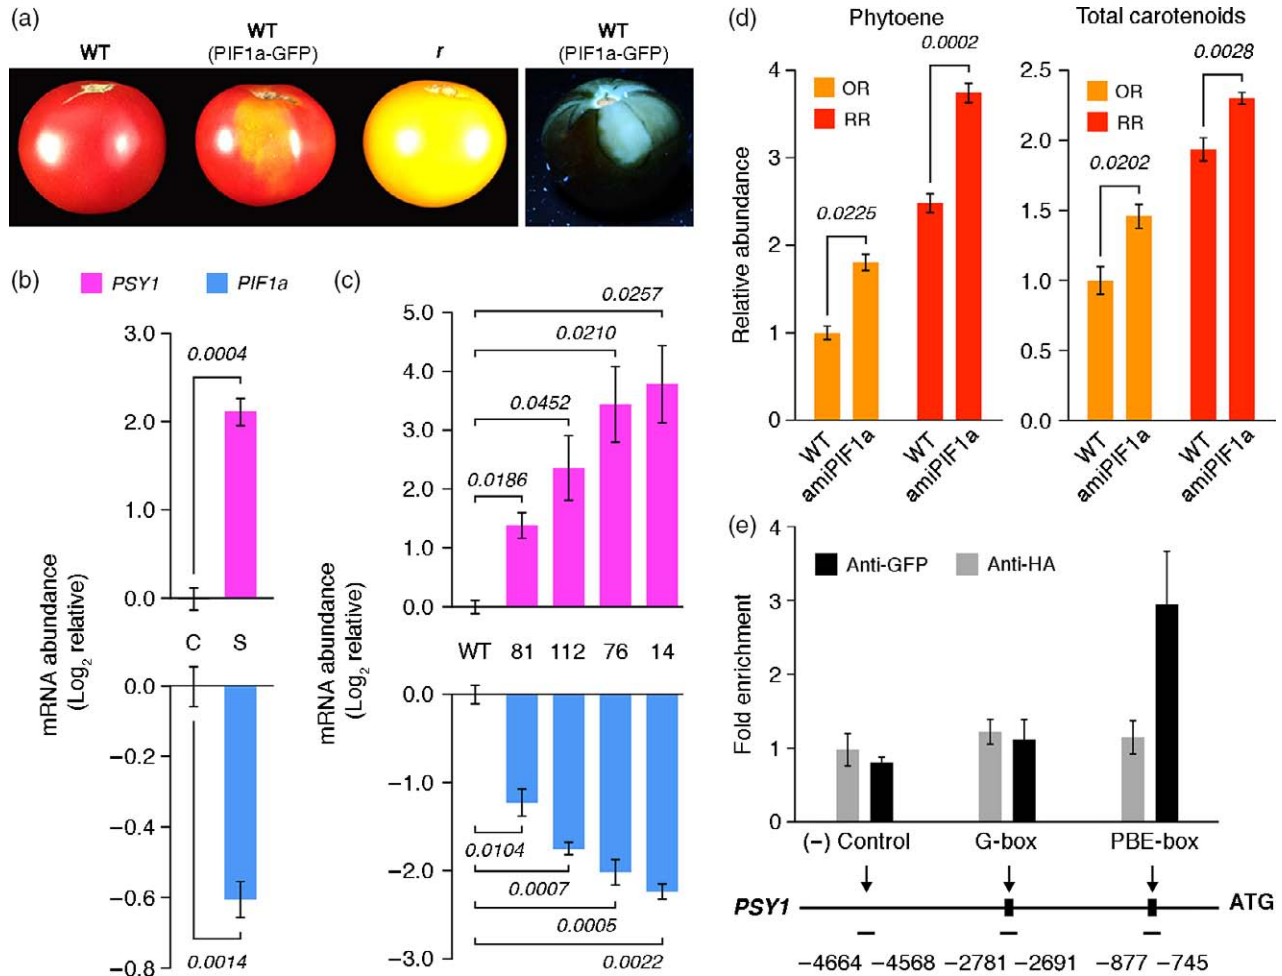 (a)
WT
WT
(PIF1a-GFP)
r
WT
(PIF1a-GFP)
(b)
PSY1
PIF1a
mRNA abundance
(Log2 relative)
3.0
2.0
1.0
0.0
0.0004
C S
0.0
−0.2
−0.4
−0.6
−0.8
0.0014
(c)
mRNA abundance
(Log2 relative)
5.0
4.0
3.0
2.0
1.0
0.0
0.0257
0.0210
0.0452
0.0186
WT 81 112 76 14
0.0
−1.0
−2.0
−3.0
0.0104
0.0007
0.0005
0.0022
(d)
Phytoene
Relative abundance
4
3
2
1
0
OR
RR
0.0225
0.0002
WT
amiPIF1a
WT
amiPIF1a
Total carotenoids
2.5
2.0
1.5
1.0
0.5
0.0
OR
RR
0.0202
0.0028
WT
amiPIF1a
WT
amiPIF1a
(e)
Fold enrichment
4
3
2
1
0
Anti-GFP Anti-HA
(−) Control G-box PBE-box
PSY1 ATG
−4664 −4568 −2781 −2691 −877 −745